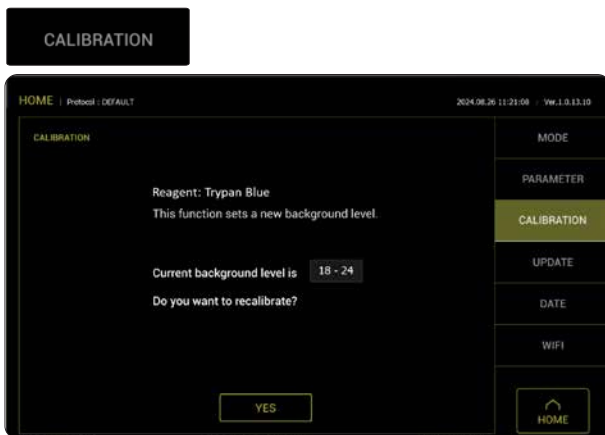 CALIBRATION
HOME | Protocol : DEFAULT
2024.08.26 11:21:08 | Ver.1.0.13.10
CALIBRATION
Reagent: Trypan Blue
This function sets a new background level.
Current background level is 18 - 24
Do you want to recalibrate?
YES
MODE
PARAMETER
CALIBRATION
UPDATE
DATE
WIFI
HOME